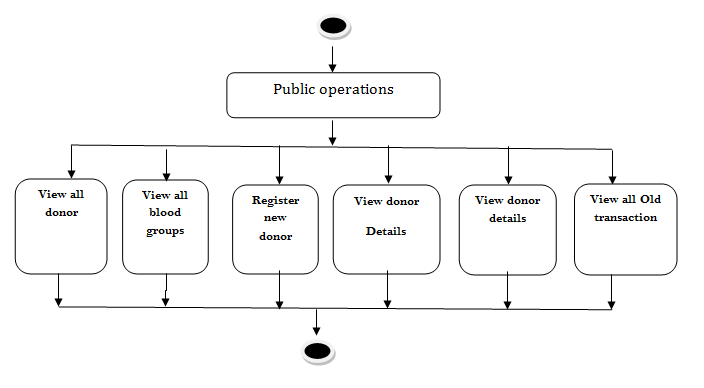 Public operations
View all
donor
View all
blood
groups
Register
new
donor
View donor
Details
View donor
details
View all Old
transaction